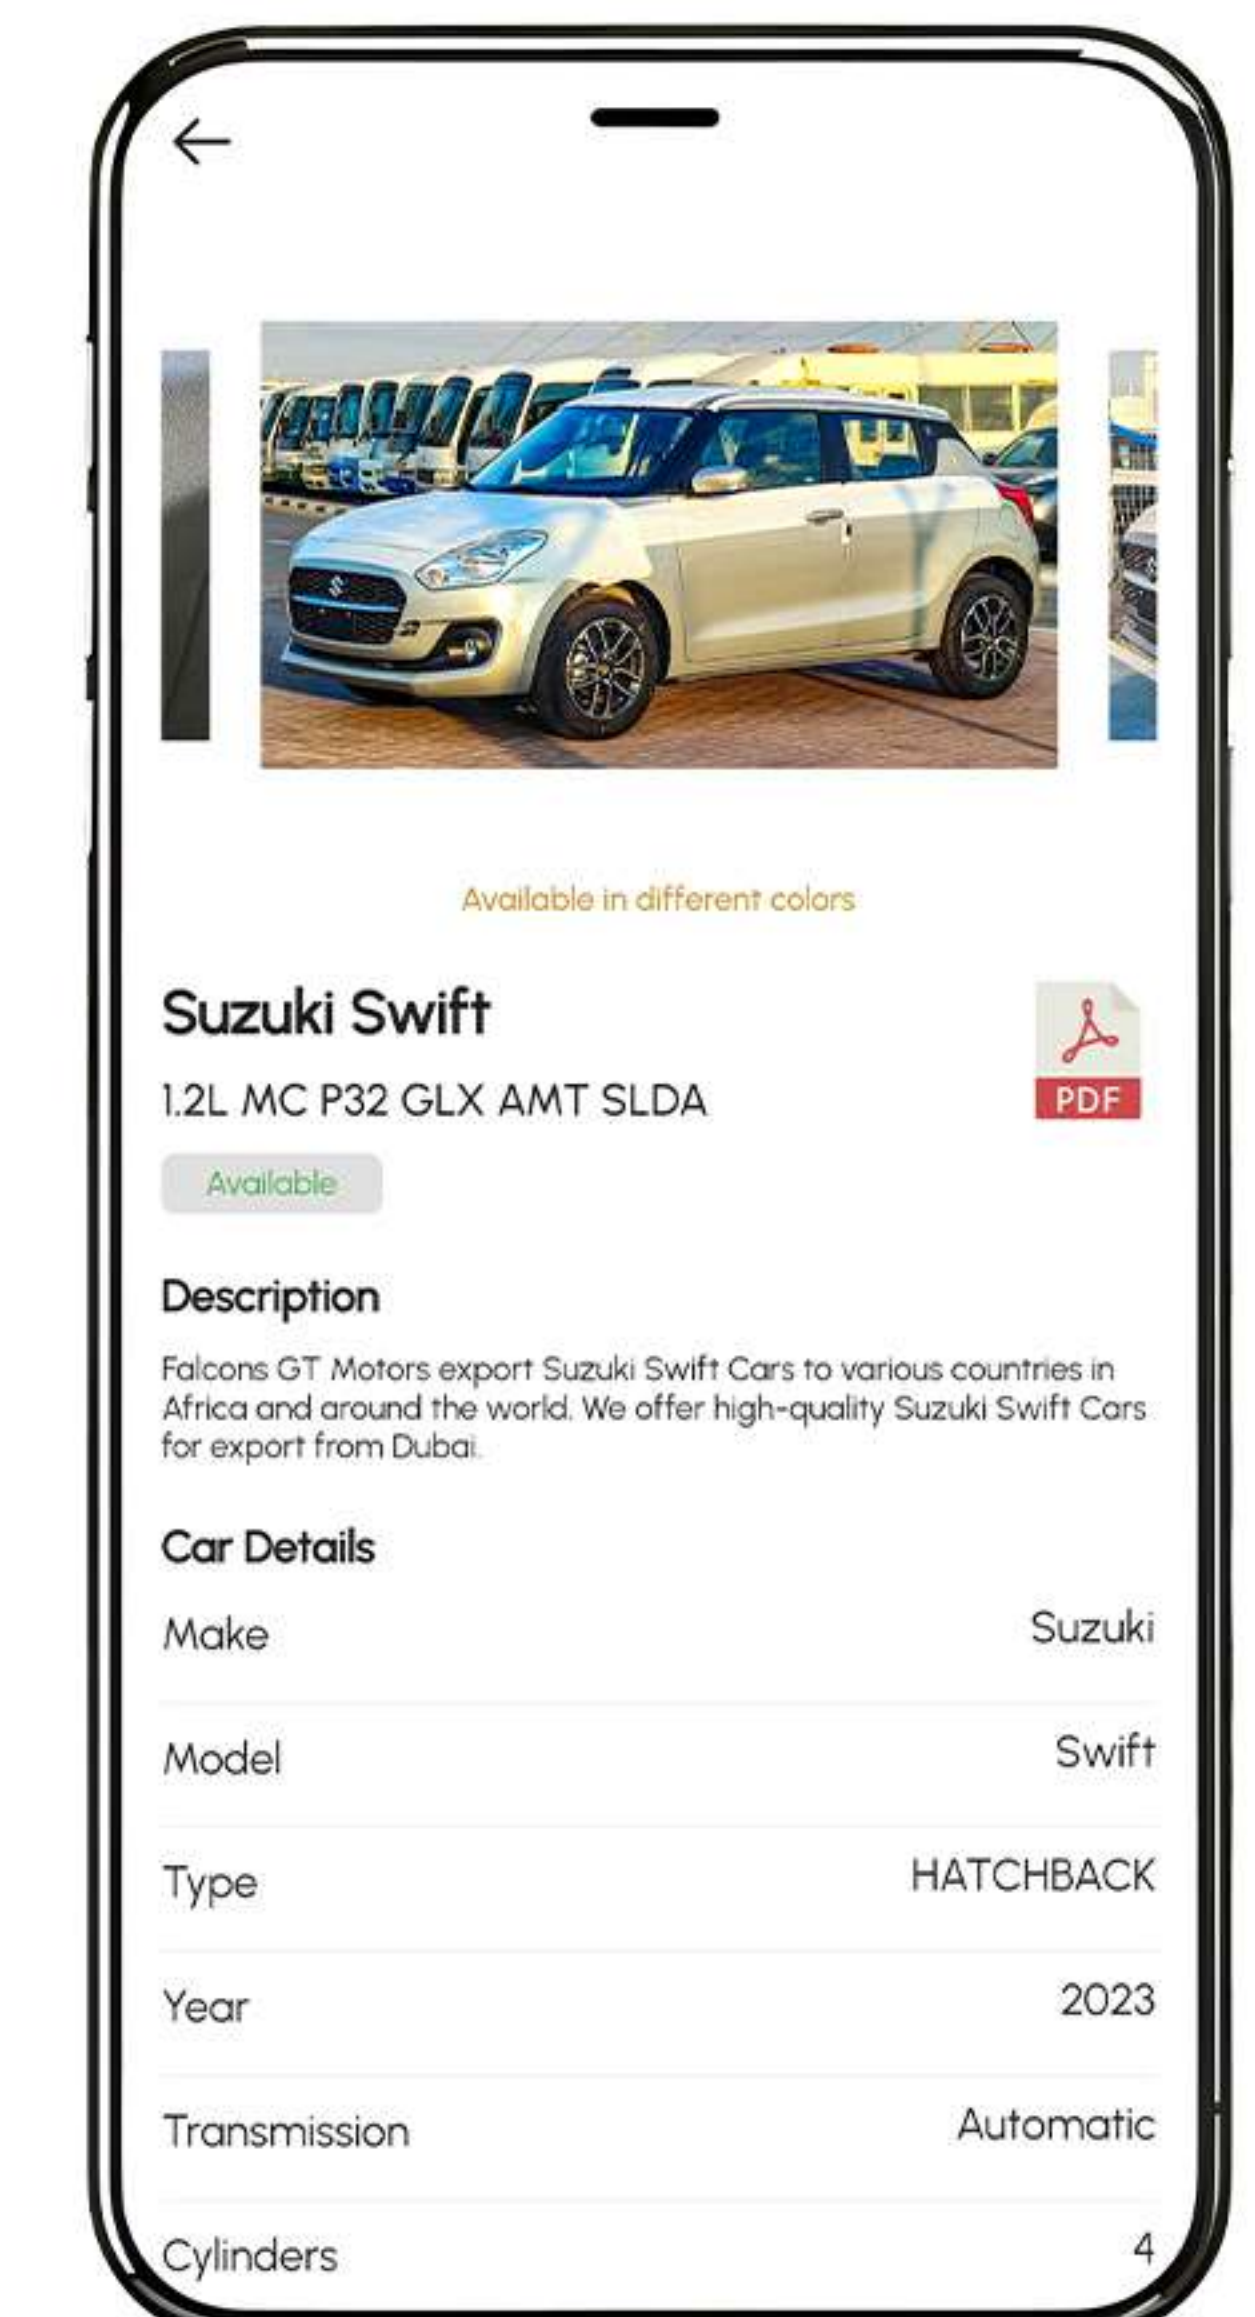 Available in different colors
Suzuki Swift
1.2L MC P32 GLX AMT SLDA
PDF
Available
Description
Falcons GT Motors export Suzuki Swift Cars to various countries in
Africa and around the world. We offer high-quality Suzuki Swift Cars
for export from Dubai.
Car Details
Make Suzuki
Model Swift
Type HATCHBACK
Year 2023
Transmission Automatic
Cylinders 4